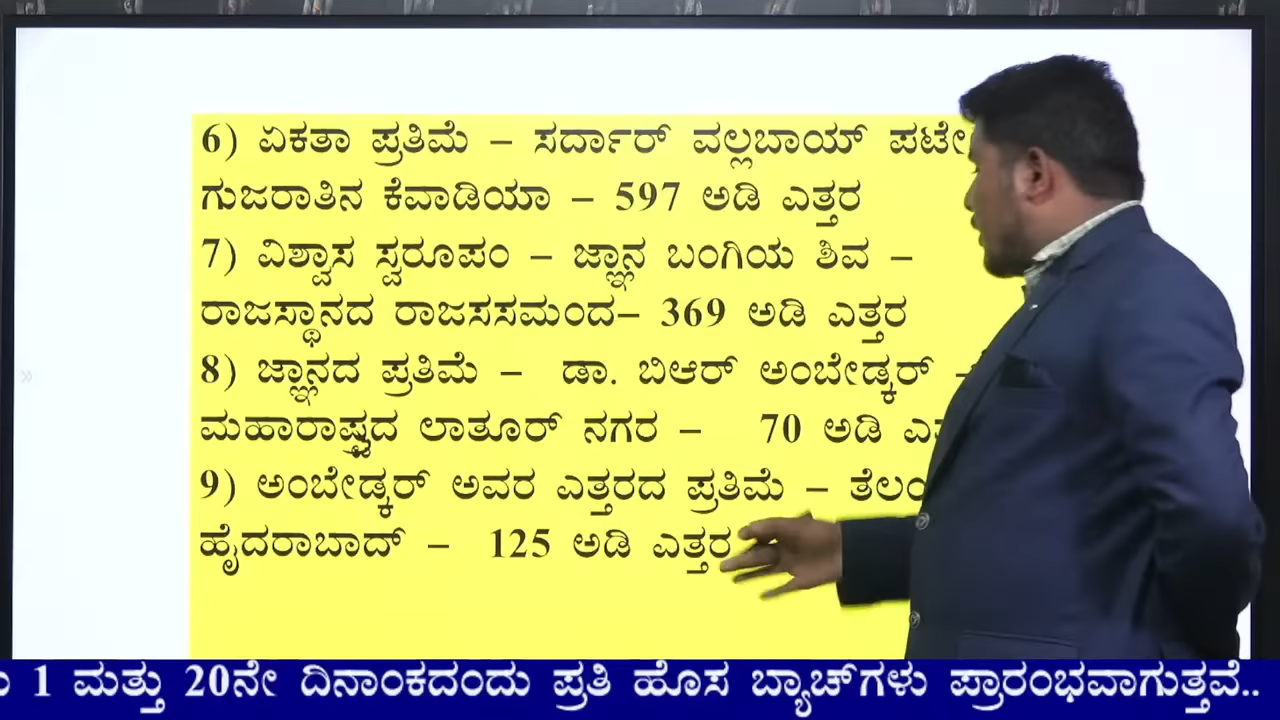 6) ಏಕತಾ ಪ್ರತಿಮೆ – ಸರ್ದಾರ್ ವಲ್ಲಬಾಯ್
ಗುಜರಾತಿನ ಕೆವಾಡಿಯಾ – 597 ಅಡಿ ಎತ್ತರ
7) ವಿಶ್ವಾಸ ಸ್ವರೂಪಂ – ಜ್ಞಾನ ಬಂಗಿಯ ಶಿವ –
ರಾಜಸ್ಥಾನದ ರಾಜಸಸಮಂದ– 369 ಅಡಿ ಎತ್ತರ
8) ಜ್ಞಾನದ ಪ್ರತಿಮೆ – ಡಾ. ಬಿಆರ್ ಅಂಬೇಡ್ಕರ್ –
ಮಹಾರಾಷ್ಟ್ರದ ಲಾತೂರ್ ನಗರ – 70 ಅಡಿ
9) ಅಂಬೇಡ್ಕರ್ ಅವರ ಎತ್ತರದ ಪ್ರತಿಮೆ –
ಹೈದರಾಬಾದ್ – 125 ಅಡಿ ಎತ್ತರ
1 ಮತ್ತು 20ನೇ ದಿನಾಂಕದಂದು ಪ್ರತಿ ಹೊಸ ಬ್ಯಾಚ್‌ಗಳು ಪ್ರಾರಂಭವಾಗುತ್ತವೆ..